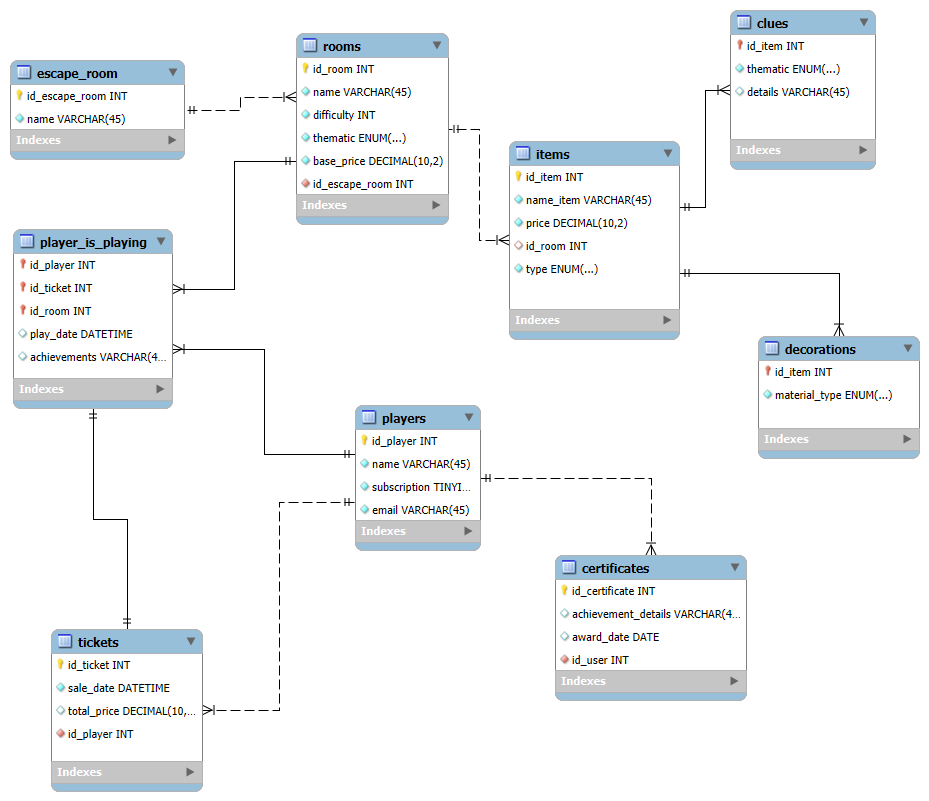 escape_room
id_escape_room INT
name VARCHAR(45)
Indexes
rooms
id_room INT
name VARCHAR(45)
difficulty INT
thematic ENUM(...)
base_price DECIMAL(10,2)
id_escape_room INT
Indexes
clues
id_item INT
thematic ENUM(...)
details VARCHAR(45)
Indexes
items
id_item INT
name_item VARCHAR(45)
price DECIMAL(10,2)
id_room INT
type ENUM(...)
Indexes
player_is_playing
id_player INT
id_ticket INT
id_room INT
play_date DATETIME
achievements VARCHAR(4...
Indexes
decorations
id_item INT
material_type ENUM(...)
Indexes
players
id_player INT
name VARCHAR(45)
subscription TINYI...
email VARCHAR(45)
Indexes
certificates
id_certificate INT
achievement_details VARCHAR(4...
award_date DATE
id_user INT
Indexes
tickets
id_ticket INT
sale_date DATETIME
total_price DECIMAL(10,...
id_player INT
Indexes